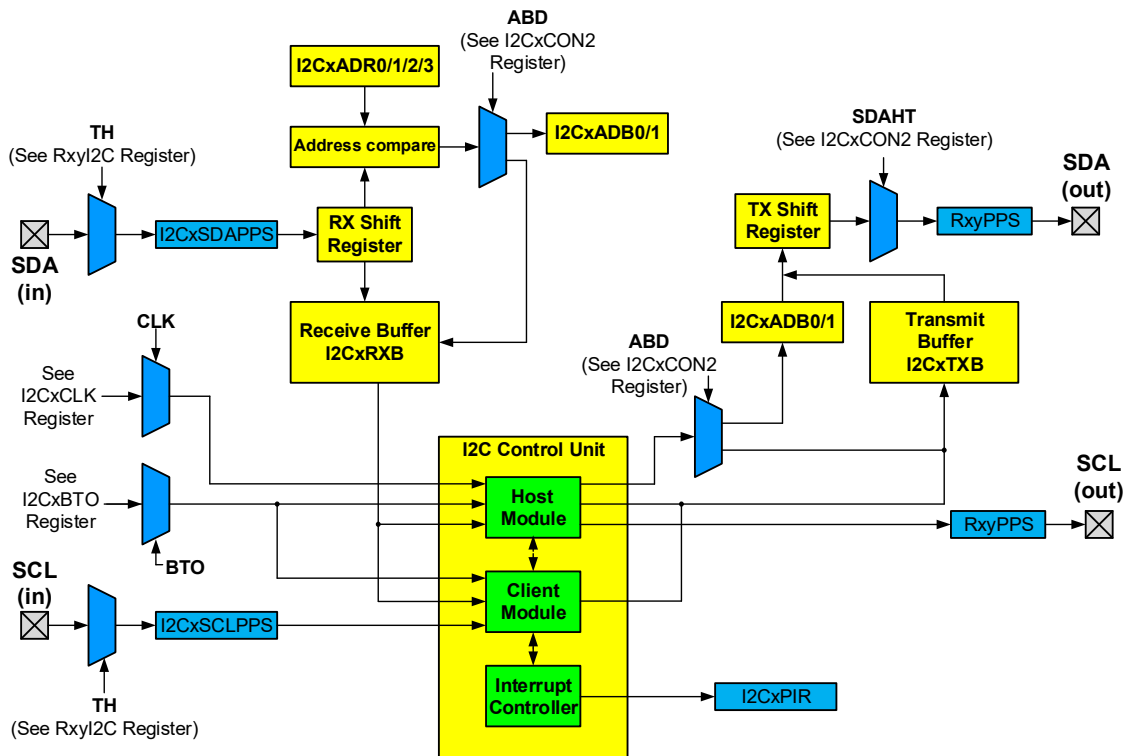 ABD
(See I2CxCON2
Register)
I2CxADR0/1/2/3
TH
(See RxyI2C Register)
Address compare
I2CxADB0/1
SDAHT
(See I2CxCON2 Register)
SDA
(out)
I2CxSDAPPS
RX Shift
Register
TX Shift
Register
RxyPPS
SDA
(in)
CLK
Receive Buffer
I2CxRXB
I2CxADB0/1
Transmit
Buffer
I2CxTXB
ABD
(See I2CxCON2
Register)
See
I2CxCLK
Register
I2C Control Unit
See
I2CxBTO
Register
Host
Module
SCL
(out)
RxyPPS
BTO
SCL
(in)
Client
Module
I2CxSCLPPS
Interrupt
Controller
I2CxPIR
TH
(See RxyI2C Register)